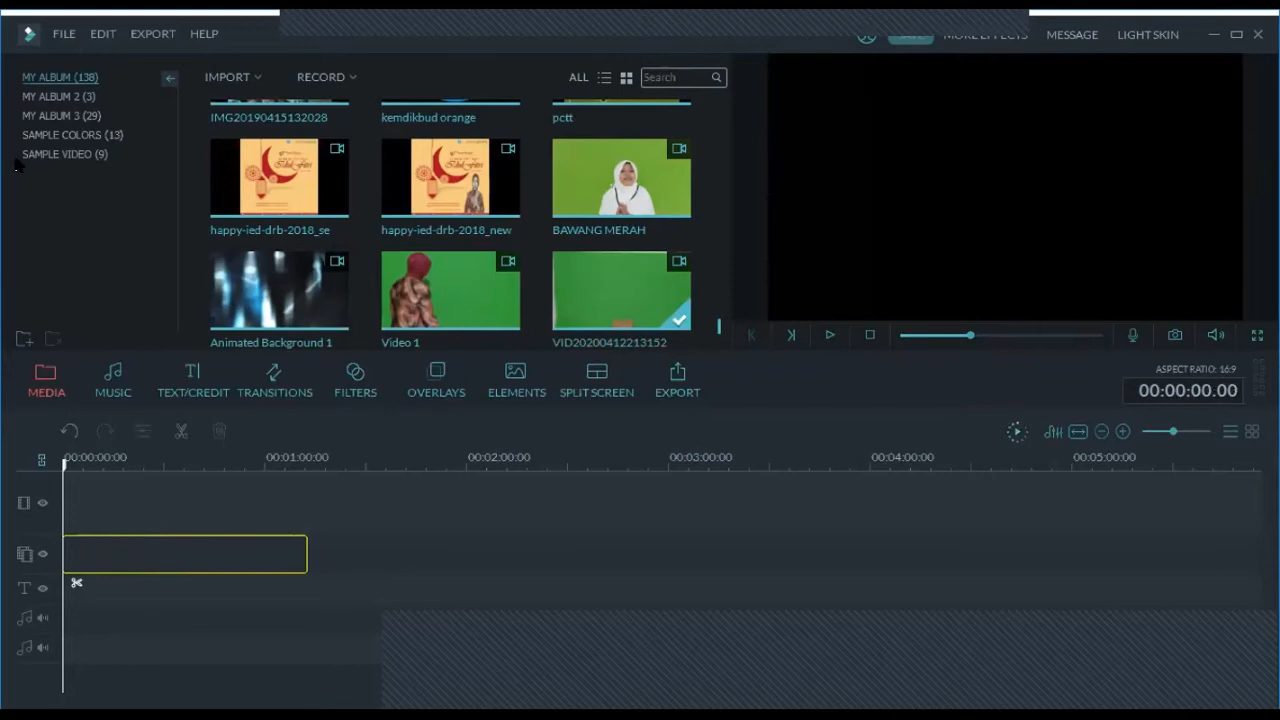 FILE EDIT EXPORT HELP MORE EFFECTS MESSAGE LIGHT SKIN
MY ALBUM (138)
MY ALBUM 2 (3)
MY ALBUM 3 (29)
SAMPLE COLORS (13)
SAMPLE VIDEO (9)
IMPORT RECORD ALL Search
IMG20190415132028 kemdikbud orange pctt
happy-ied-drb-2018_se happy-ied-drb-2018_new BAWANG MERAH
Animated Background 1 Video 1 VID20200412213152
MEDIA MUSIC TEXT/CREDIT TRANSITIONS FILTERS OVERLAYS ELEMENTS SPLIT SCREEN EXPORT
ASPECT RATIO: 16:9
00:00:00.00
00:00:00:00 00:01:00:00 00:02:00:00 00:03:00:00 00:04:00:00 00:05:00:00